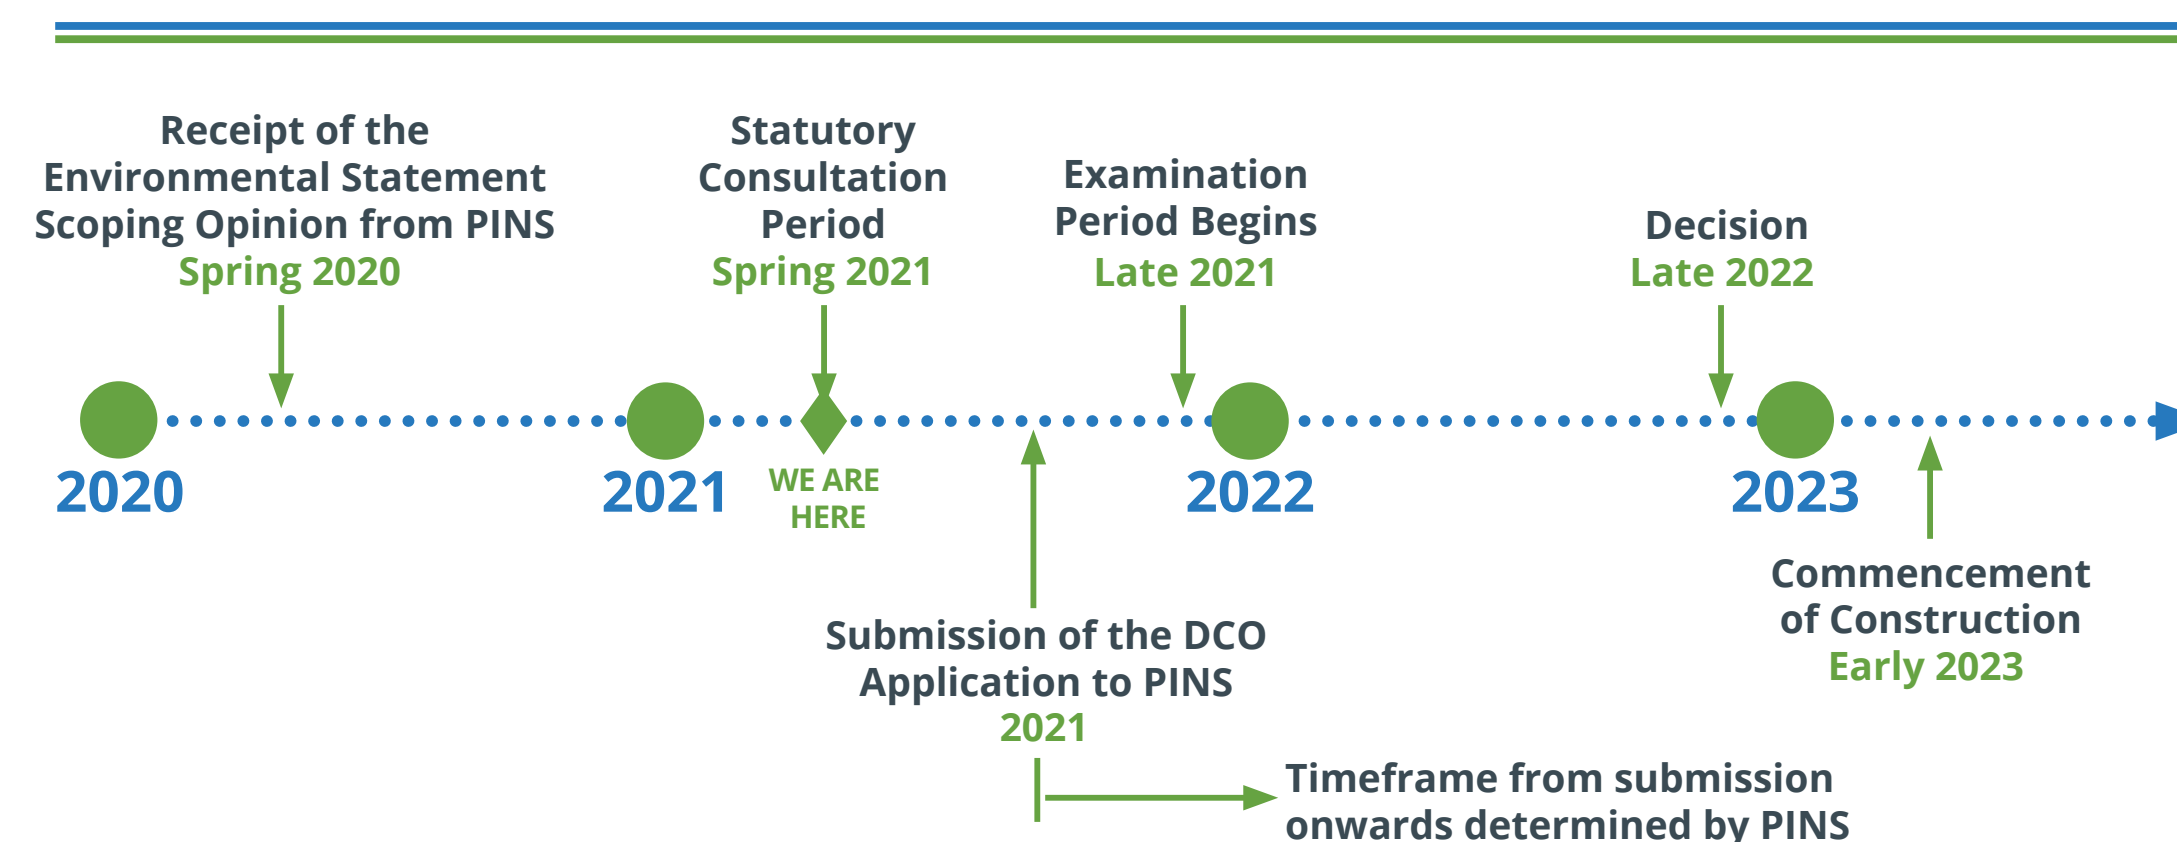 Receipt of the
Environmental Statement
Scoping Opinion from PINS
Spring 2020
Statutory
Consultation
Period
Spring 2021
Examination
Period Begins
Late 2021
Decision
Late 2022
2020
2021
WE ARE
HERE
2022
2023
Submission of the DCO
Application to PINS
2021
Commencement
of Construction
Early 2023
Timeframe from submission
onwards determined by PINS